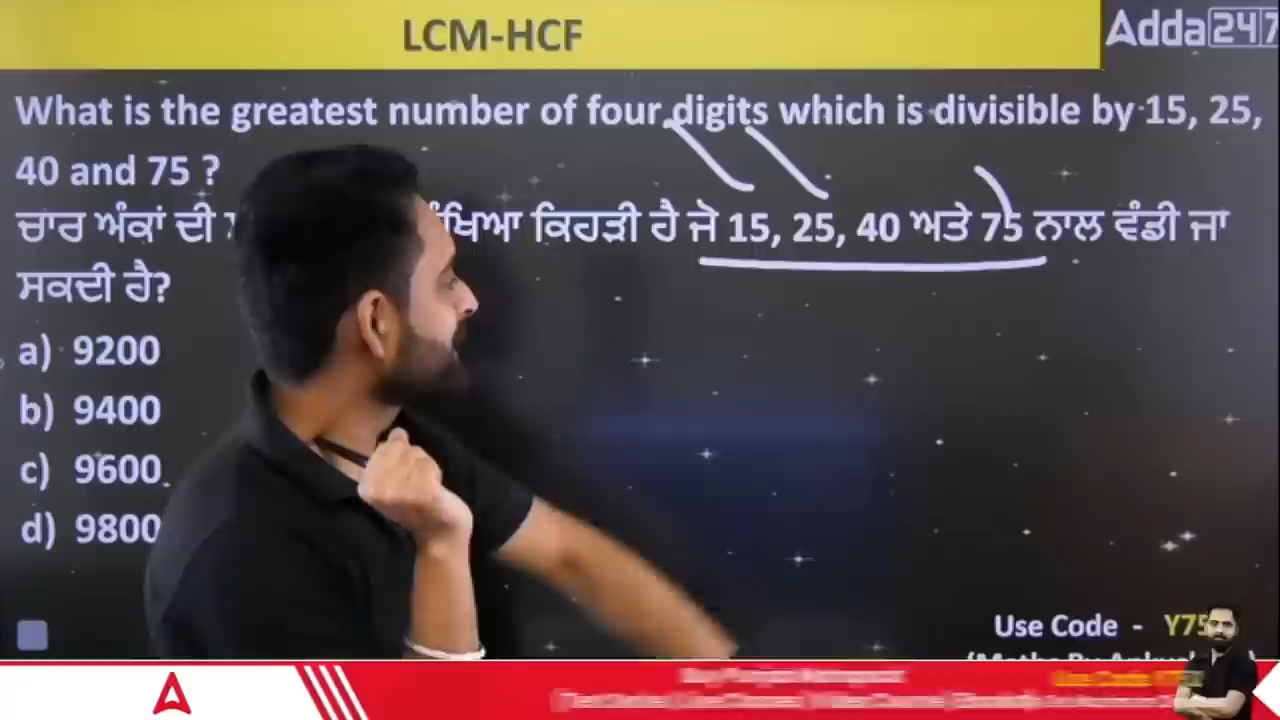 LCM-HCF
Adda247
What is the greatest number of four digits which is divisible by 15, 25,
40 and 75 ?
ਚਾਰ ਅੰਕਾਂ ਦੀ ਕਿਹੜੀ ਹੈ ਜੋ 15, 25, 40 ਅਤੇ 75 ਨਾਲ ਵੰਡੀ ਜਾ
ਸਕਦੀ ਹੈ?
a) 9200
b) 9400
c) 9600
d) 9800
Use Code - Y75